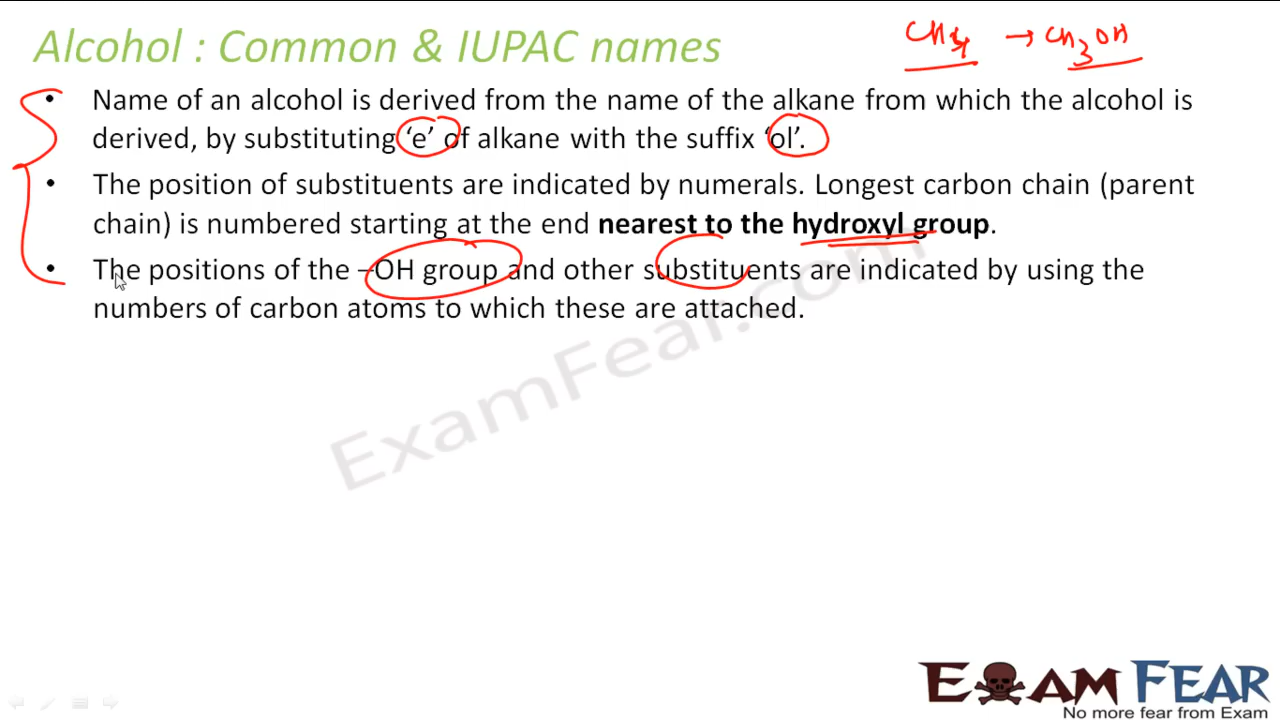 Alcohol : Common & IUPAC names
CH4 → CH3OH
• Name of an alcohol is derived from the name of the alkane from which the alcohol is
derived, by substituting ‘e’ of alkane with the suffix ‘ol’.
• The position of substituents are indicated by numerals. Longest carbon chain (parent
chain) is numbered starting at the end nearest to the hydroxyl group.
• The positions of the –OH group and other substituents are indicated by using the
numbers of carbon atoms to which these are attached.
ExamFear.com
EXAM FEAR
No more fear from Exam